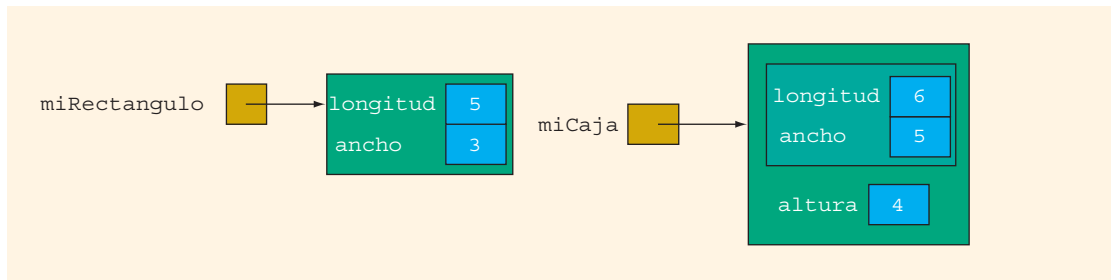 miRectangulo
longitud 5
ancho 3
miCaja
longitud 6
ancho 5
altura 4